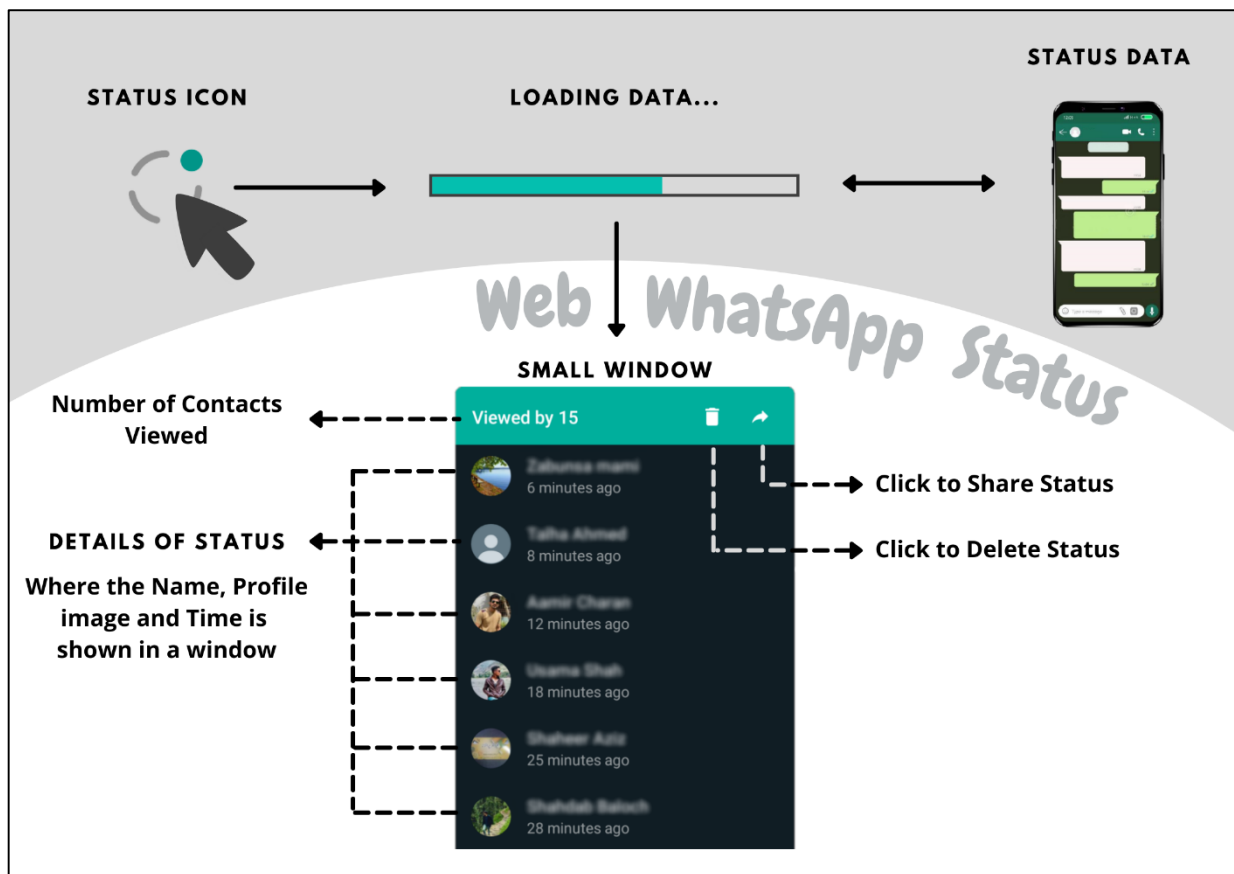 STATUS DATA
STATUS ICON
LOADING DATA...
Web WhatsApp Status
SMALL WINDOW
Number of Contacts
Viewed
Viewed by 15
6 minutes ago
Click to Share Status
DETAILS OF STATUS
8 minutes ago
Click to Delete Status
Where the Name, Profile
image and Time is
shown in a window
12 minutes ago
18 minutes ago
25 minutes ago
28 minutes ago